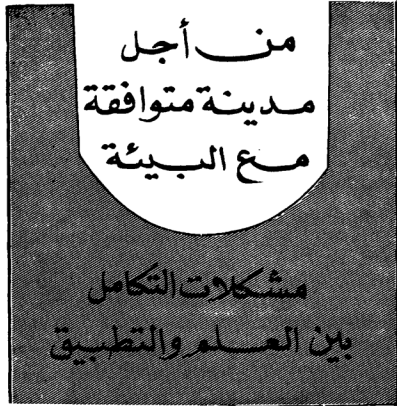 من أجل
مدينة متوافقة
مع البيئة
مشكلات التكامل
بين العلم والتطبيق